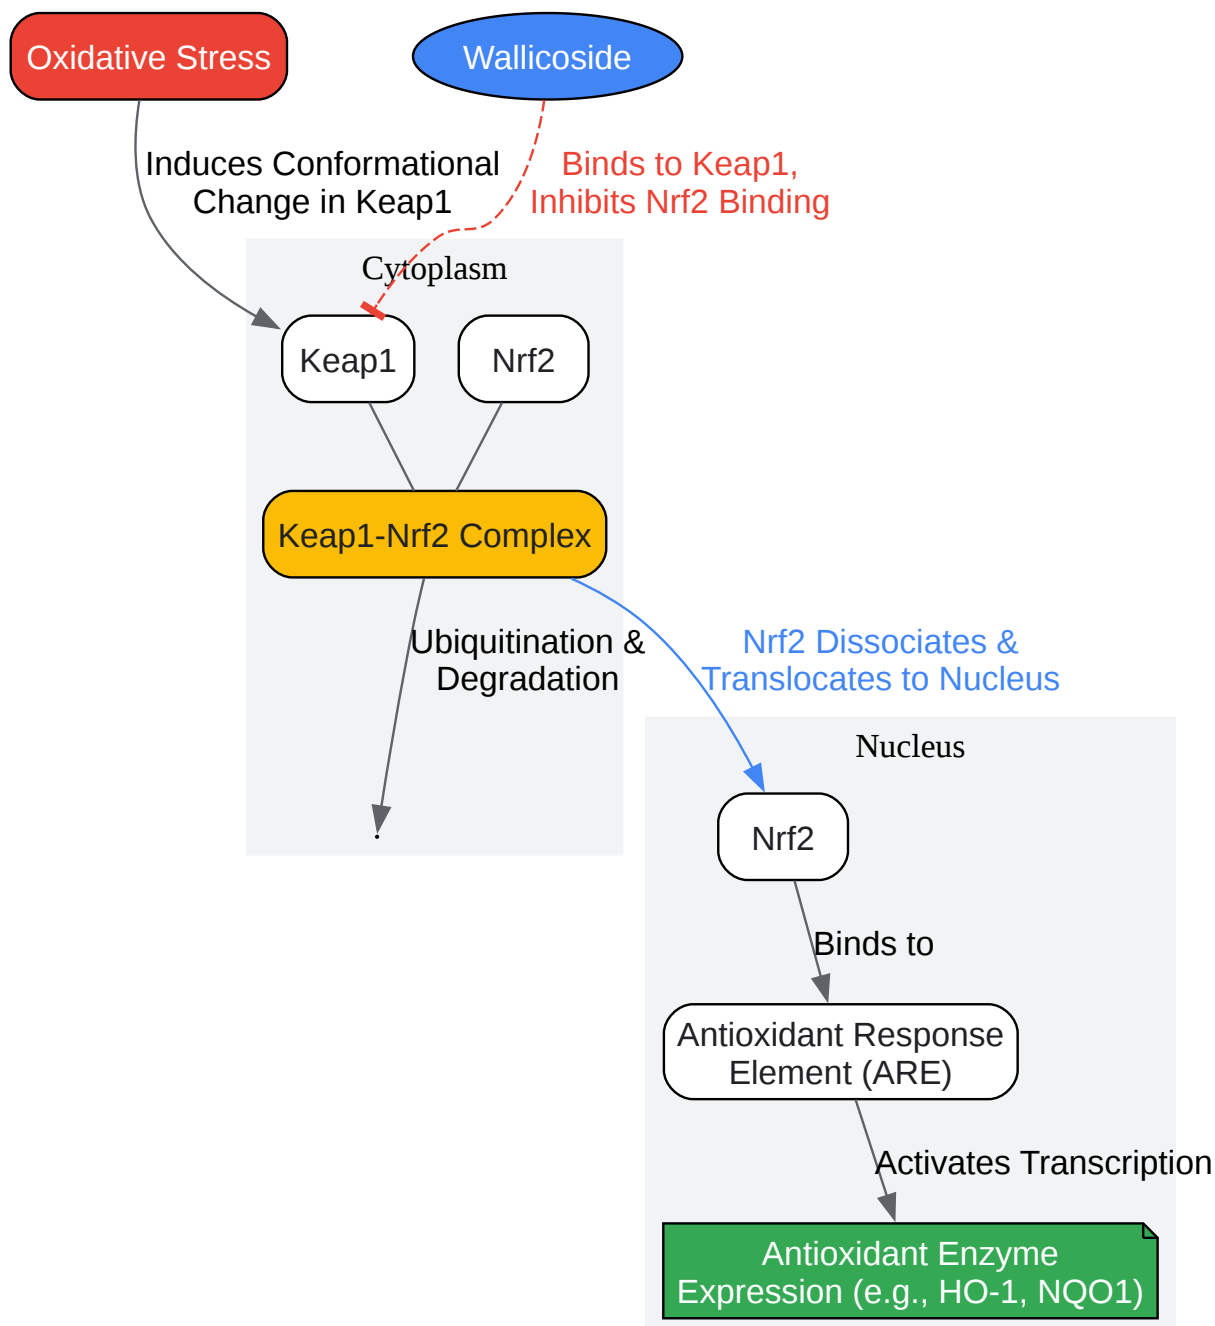 Oxidative Stress
Wallicoside
Induces Conformational
Change in Keap1
Binds to Keap1,
Inhibits Nrf2 Binding
Cytoplasm
Keap1
Nrf2
Keap1-Nrf2 Complex
Ubiquitination &
Degradation
Nrf2 Dissociates &
Translocates to Nucleus
Nucleus
Nrf2
Binds to
Antioxidant Response
Element (ARE)
Activates Transcription
Antioxidant Enzyme
Expression (e.g., HO-1, NQO1)